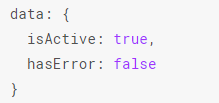 data: {
  isActive: true,
  hasError: false
}